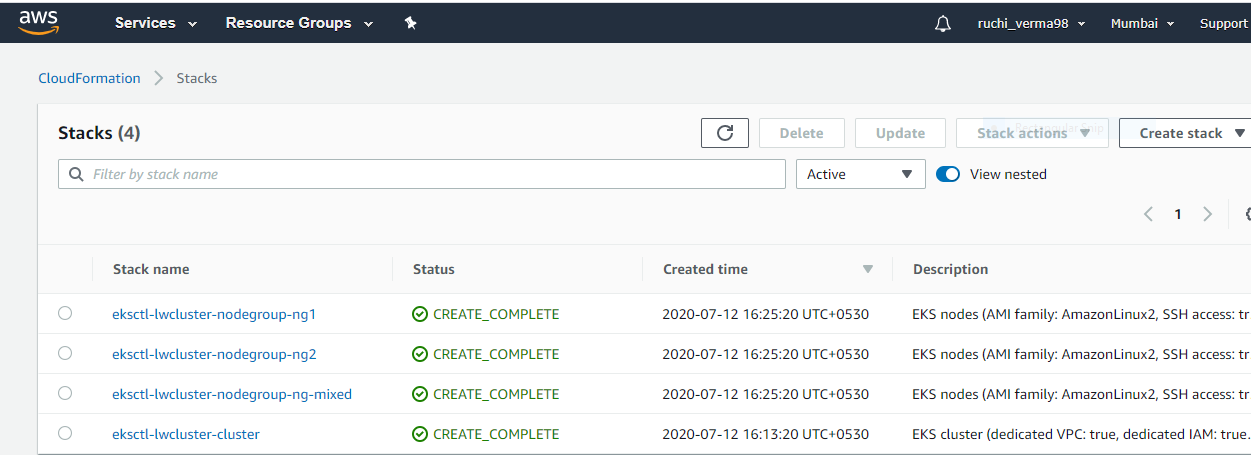 aws Services Resource Groups ruchi_verma98 Mumbai Support
CloudFormation > Stacks
Stacks (4) Delete Update Stack actions Create stack
Filter by stack name Active View nested
1
Stack name Status Created time Description
eksctl-lwcluster-nodegroup-ng1 CREATE_COMPLETE 2020-07-12 16:25:20 UTC+0530 EKS nodes (AMI family: AmazonLinux2, SSH access: tr
eksctl-lwcluster-nodegroup-ng2 CREATE_COMPLETE 2020-07-12 16:25:20 UTC+0530 EKS nodes (AMI family: AmazonLinux2, SSH access: tr
eksctl-lwcluster-nodegroup-ng-mixed CREATE_COMPLETE 2020-07-12 16:25:20 UTC+0530 EKS nodes (AMI family: AmazonLinux2, SSH access: tr
eksctl-lwcluster-cluster CREATE_COMPLETE 2020-07-12 16:13:20 UTC+0530 EKS cluster (dedicated VPC: true, dedicated IAM: true...